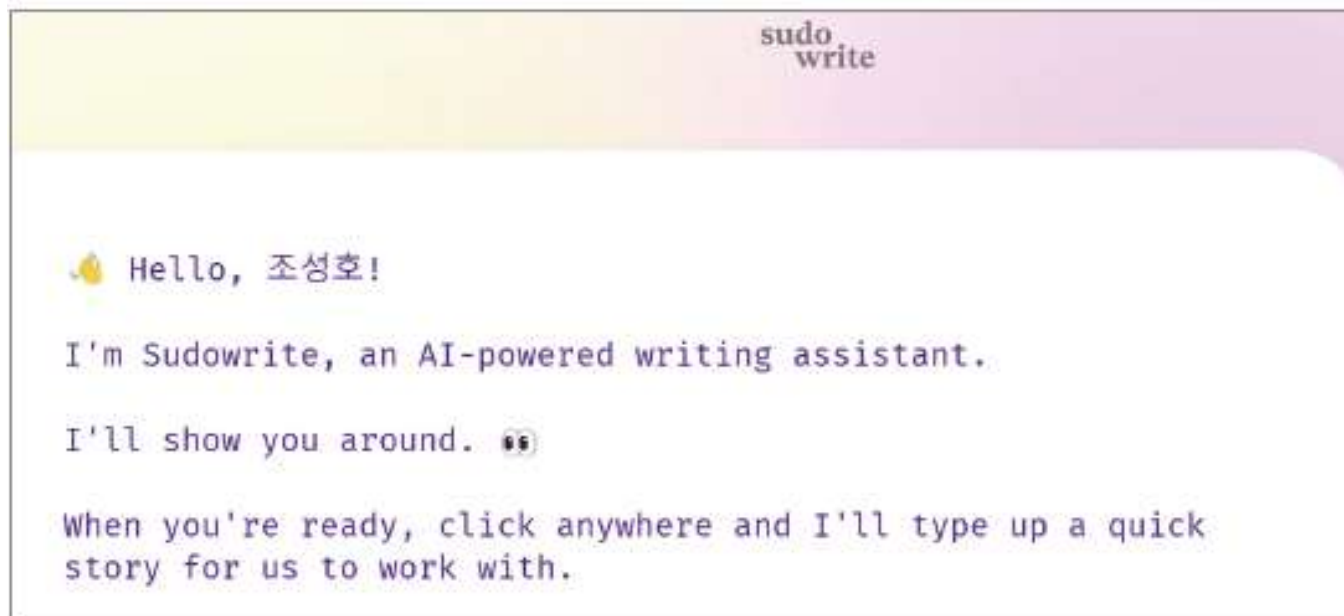 sudo
write
👋 Hello, 조성호!
I'm Sudowrite, an AI-powered writing assistant.
I'll show you around. 👀
When you're ready, click anywhere and I'll type up a quick
story for us to work with.